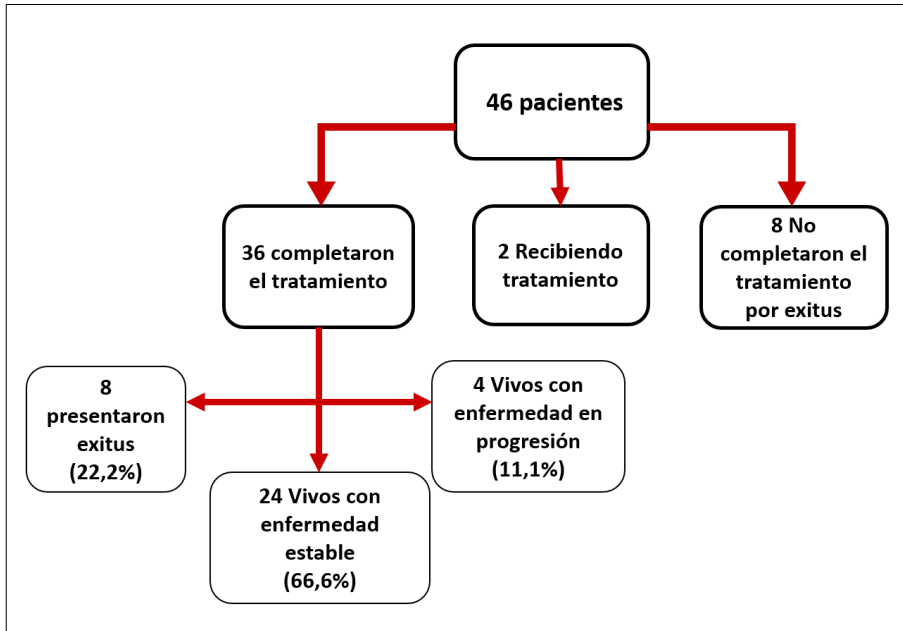 46 pacientes
36 completaron
el tratamiento
2 Recibiendo
tratamiento
8 No
completaron el
tratamiento
por exitus
8
presentaron
exitus
(22,2%)
4 Vivos con
enfermedad en
progresión
(11,1%)
24 Vivos con
enfermedad
estable
(66,6%)